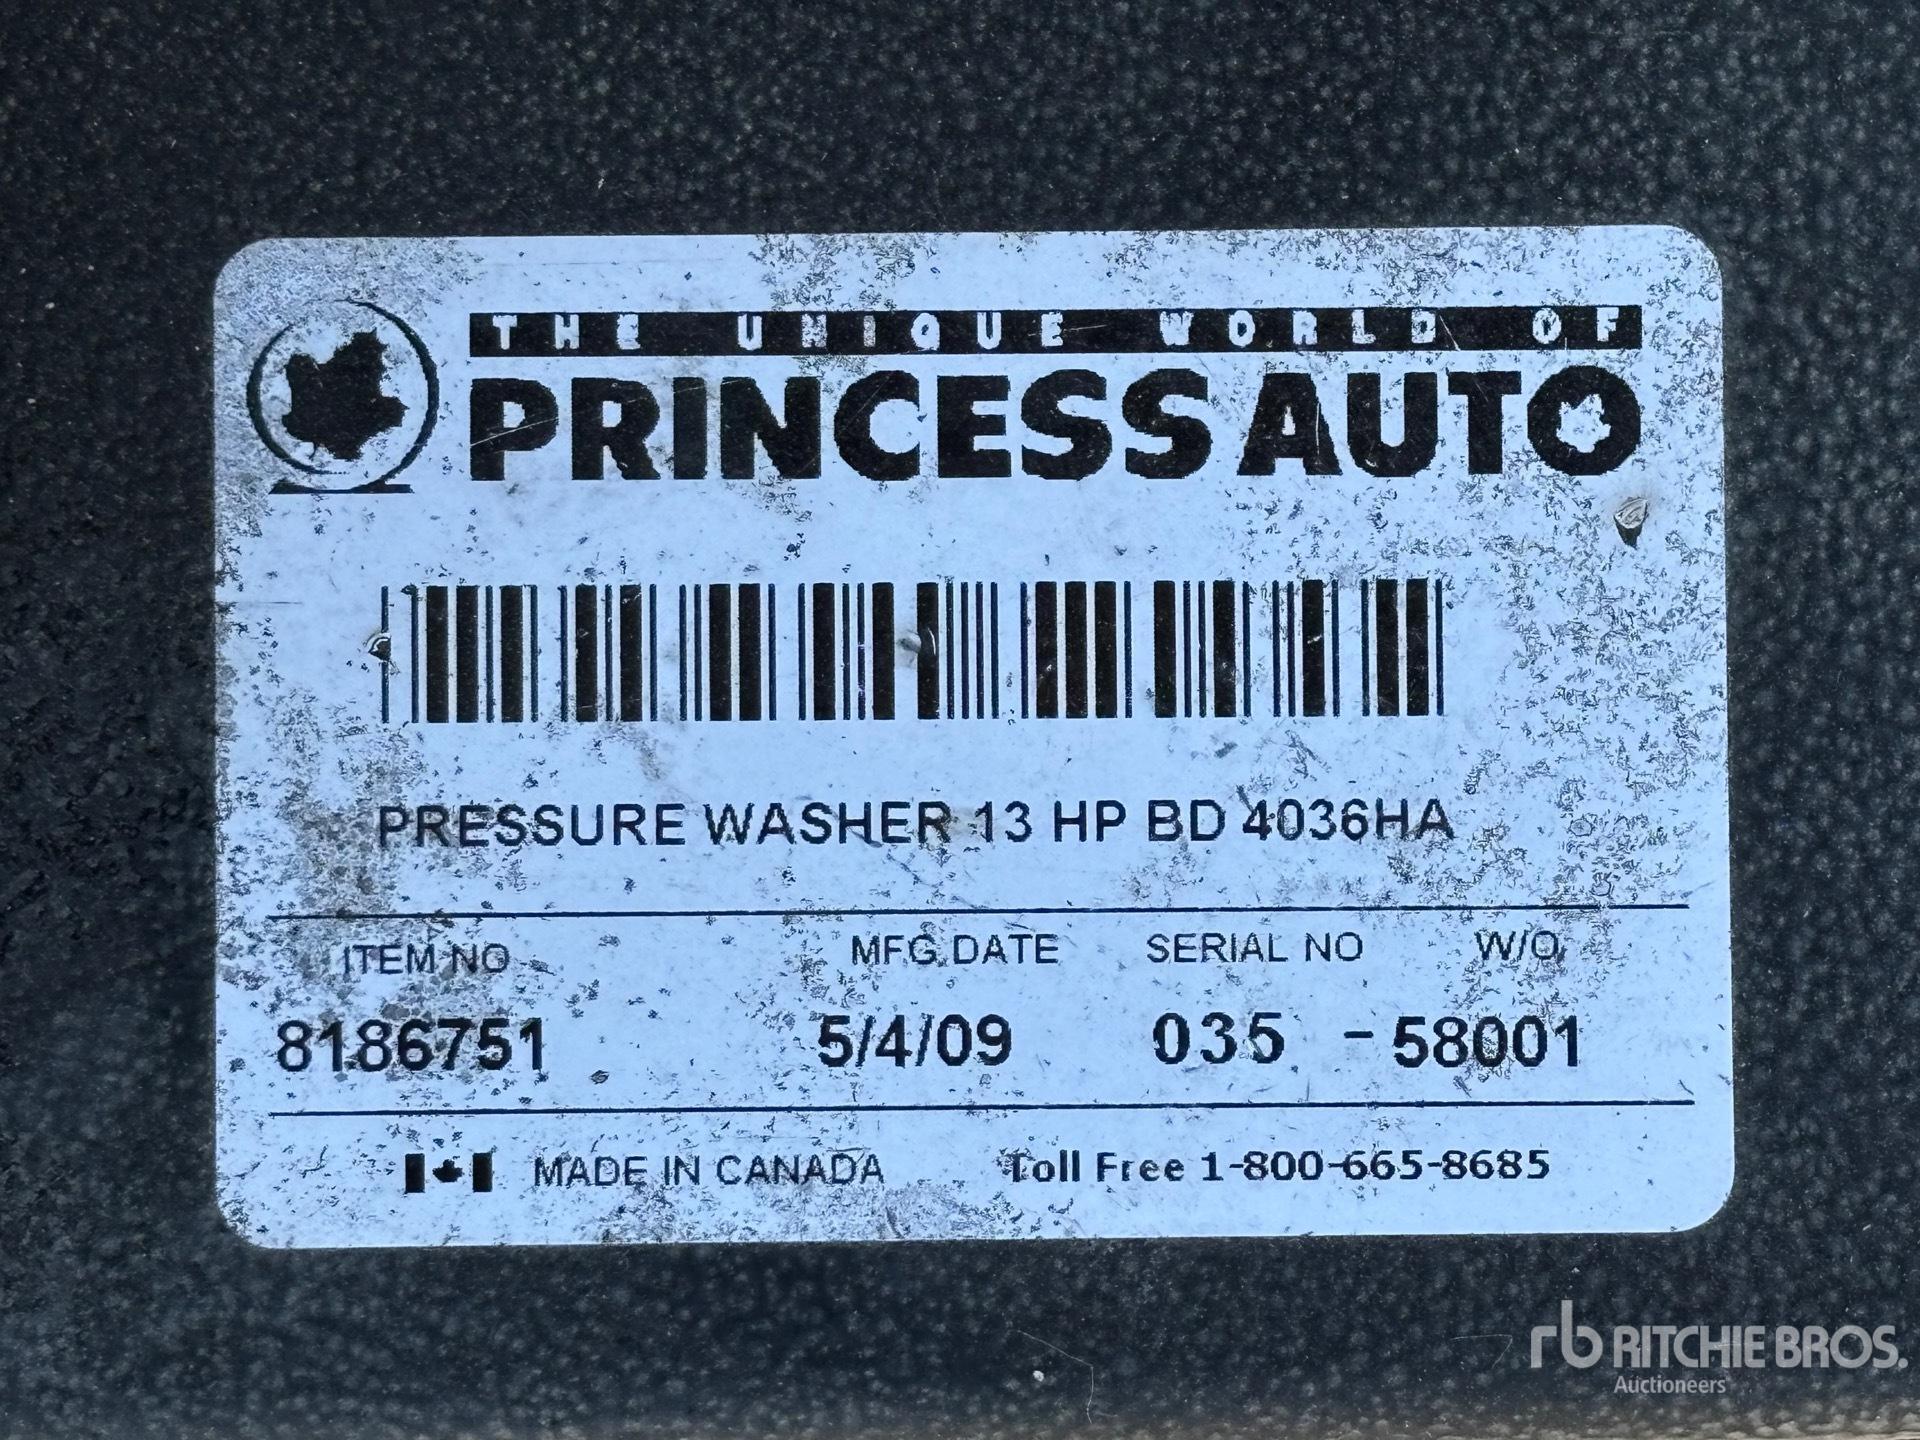 THE UNIQUE WORLD OF
PRINCESS AUTO
PRESSURE WASHER 13 HP BD 4036HA
ITEM NO MFG.DATE SERIAL NO W/O
8186751 5/4/09 035 -58001
MADE IN CANADA Toll Free 1-800-665-8685
rb RITCHIE BROS.
Auctioneers